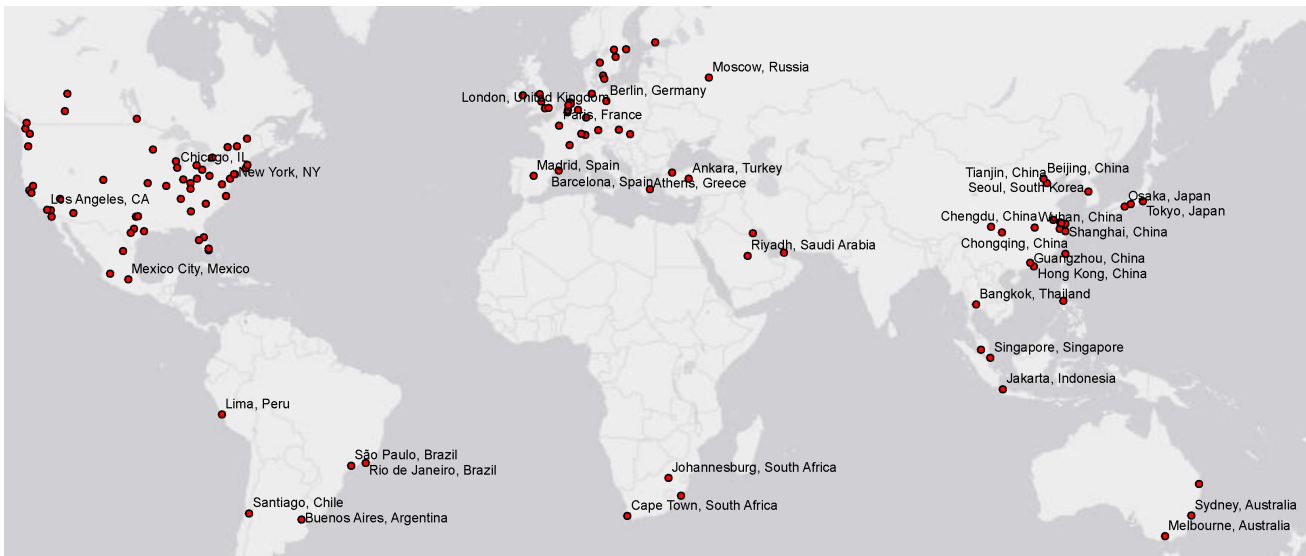 Moscow, Russia
Berlin, Germany
London, United Kingdom
Paris, France
Chicago, IL
New York, NY
Madrid, Spain
Ankara, Turkey
Barcelona, Spain
Athens, Greece
Tianjin, China
Beijing, China
Seoul, South Korea
Los Angeles, CA
Osaka, Japan
Tokyo, Japan
Chengdu, China
Wuhan, China
Shanghai, China
Chongqing, China
Riyadh, Saudi Arabia
Guangzhou, China
Mexico City, Mexico
Hong Kong, China
Bangkok, Thailand
Singapore, Singapore
Jakarta, Indonesia
Lima, Peru
São Paulo, Brazil
Rio de Janeiro, Brazil
Johannesburg, South Africa
Santiago, Chile
Cape Town, South Africa
Sydney, Australia
Buenos Aires, Argentina
Melbourne, Australia